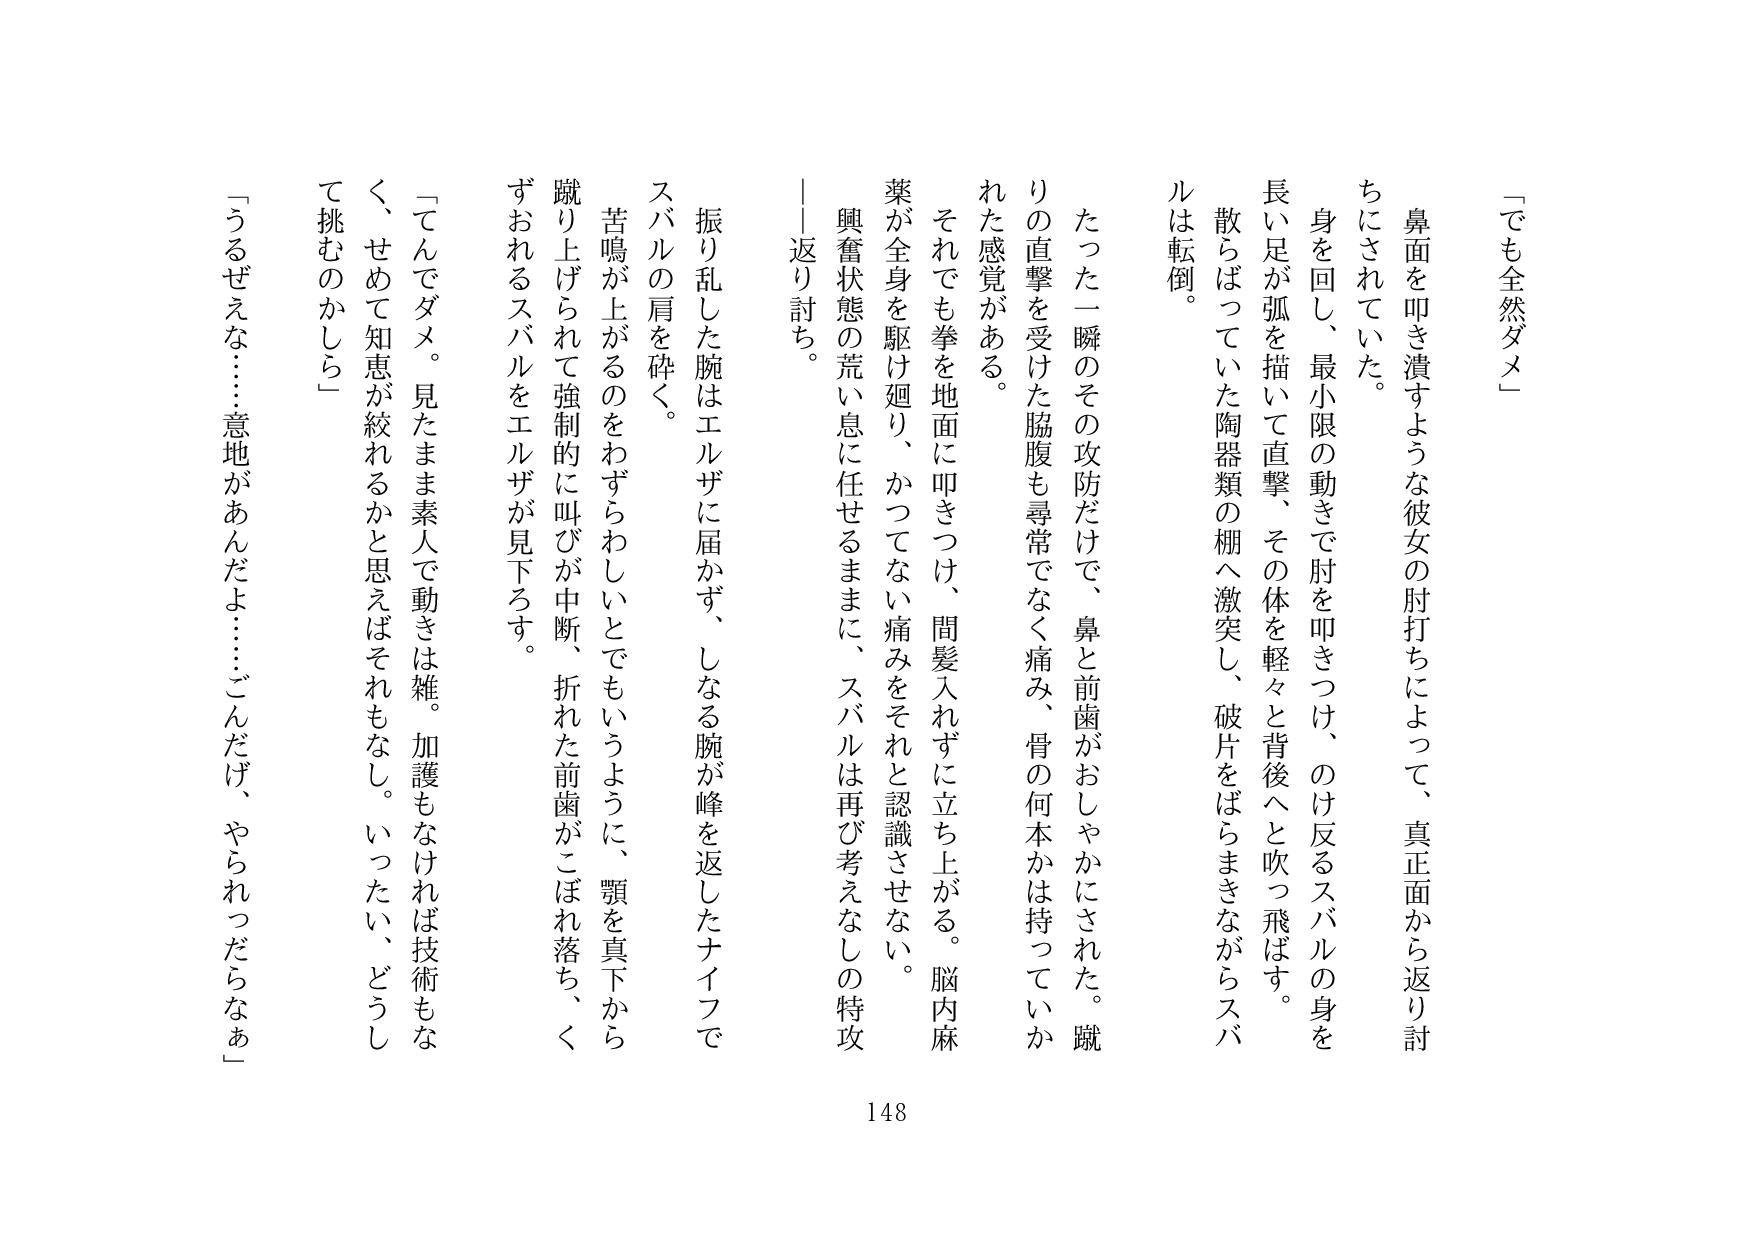 「でも全然ダメ」
　鼻面を叩き潰すような彼女の肘打ちによって、真正面から返り討
ちにされていた。
　身を回し、最小限の動きで肘を叩きつけ、のけ反るスバルの身を
長い足が弧を描いて直撃、その体を軽々と背後へと吹っ飛ばす。
　散らばっていた陶器類の棚へ激突し、破片をばらまきながらスバ
ルは転倒。
　たった一瞬のその攻防だけで、鼻と前歯がおしゃかにされた。蹴
りの直撃を受けた脇腹も尋常でなく痛み、骨の何本かは持っていか
れた感覚がある。
　それでも拳を地面に叩きつけ、間髪入れずに立ち上がる。脳内麻
薬が全身を駆け廻り、かつてない痛みをそれと認識させない。
　興奮状態の荒い息に任せるままに、スバルは再び考えなしの特攻
――返り討ち。
　振り乱した腕はエルザに届かず、しなる腕が峰を返したナイフで
スバルの肩を砕く。
　苦鳴が上がるのをわずらわしいとでもいうように、顎を真下から
蹴り上げられて強制的に叫びが中断、折れた前歯がこぼれ落ち、く
ずおれるスバルをエルザが見下ろす。
「てんでダメ。見たまま素人で動きは雑。加護もなければ技術もな
く、せめて知恵が絞れるかと思えばそれもなし。いったい、どうし
て挑むのかしら」
「うるぜえな……意地があんだよ……ごんだげ、やられっだらなぁ」
148